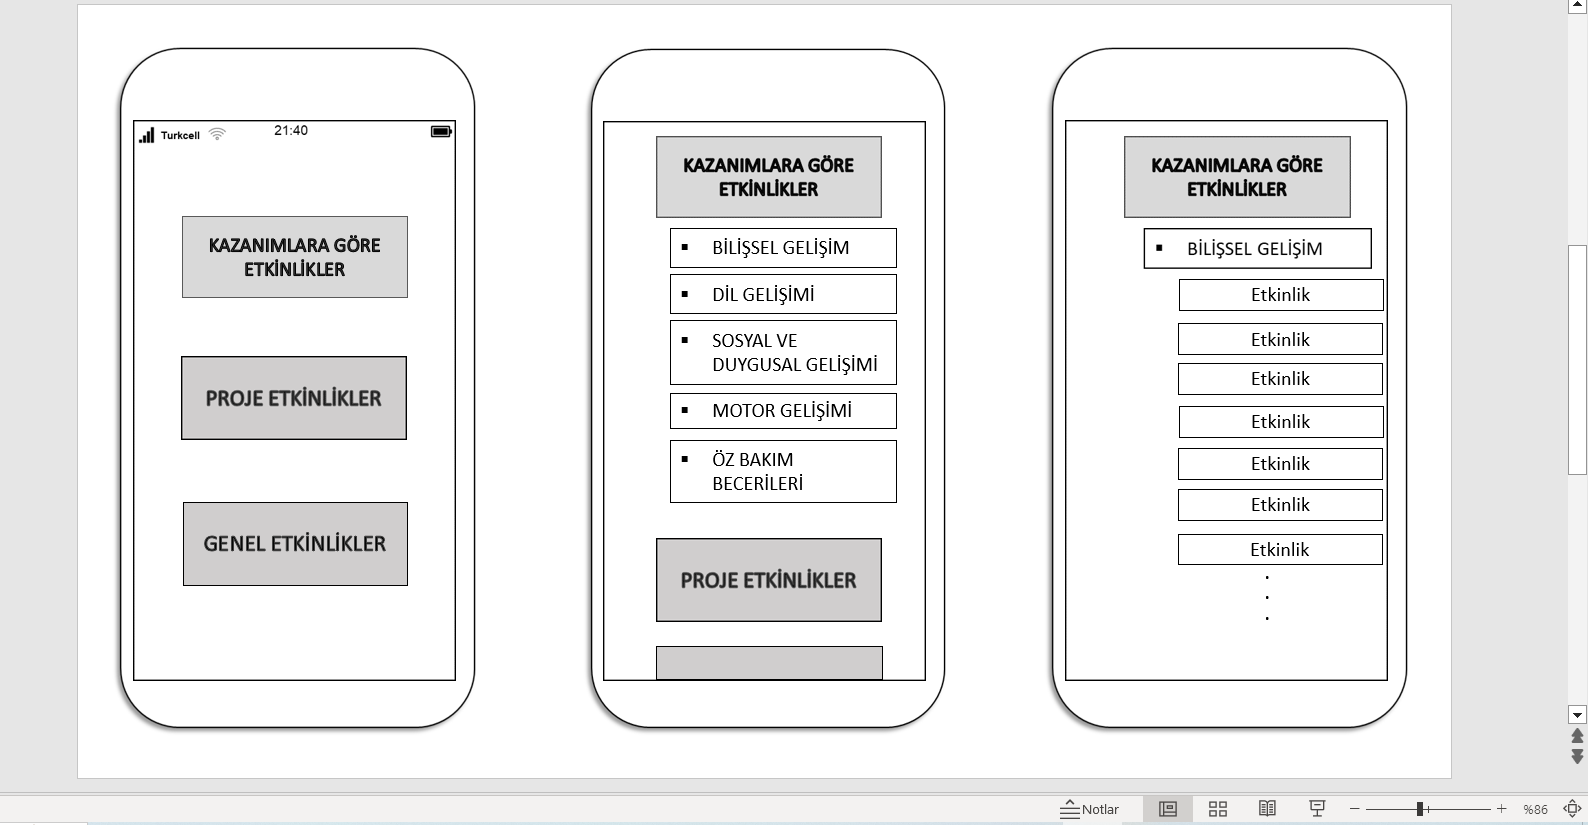 Turkcell
21:40
KAZANIMLARA GÖRE
ETKİNLİKLER
PROJE ETKİNLİKLER
GENEL ETKİNLİKLER
KAZANIMLARA GÖRE
ETKİNLİKLER
▪ BİLİŞSEL GELİŞİM
▪ DİL GELİŞİMİ
▪ SOSYAL VE
DUYGUSAL GELİŞİMİ
▪ MOTOR GELİŞİMİ
▪ ÖZ BAKIM
BECERİLERİ
PROJE ETKİNLİKLER
KAZANIMLARA GÖRE
ETKİNLİKLER
▪ BİLİŞSEL GELİŞİM
Etkinlik
Etkinlik
Etkinlik
Etkinlik
Etkinlik
Etkinlik
Etkinlik
.
.
.
Notlar
%86